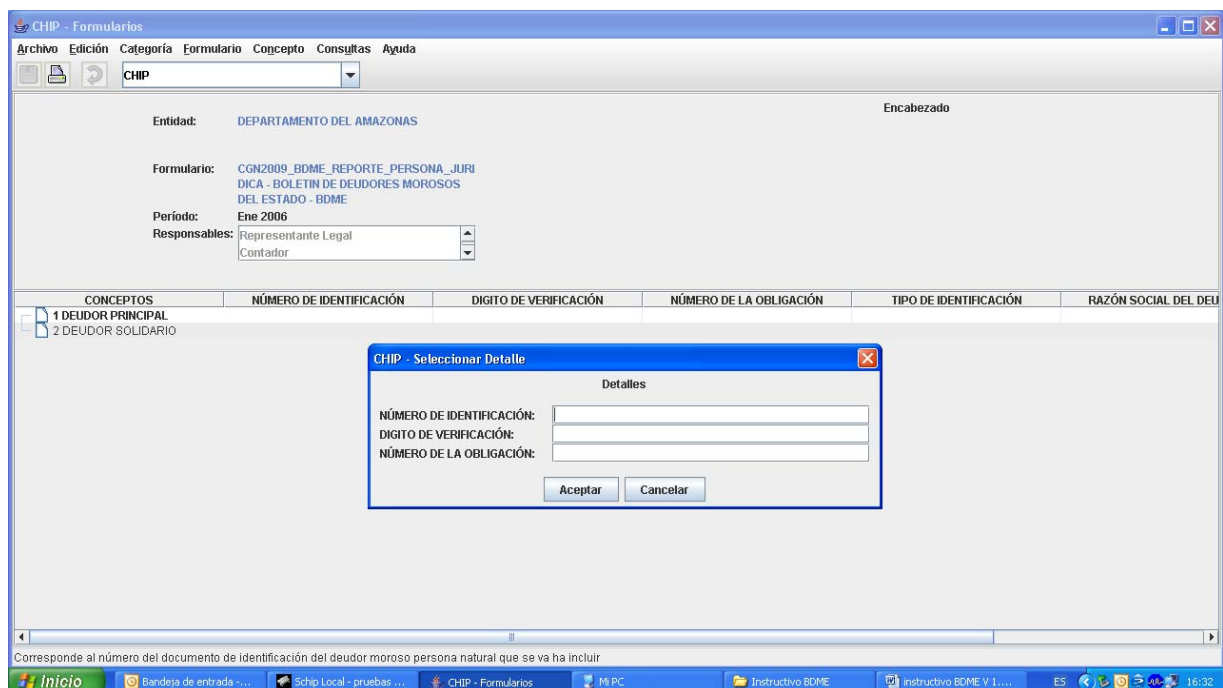 CHIP - Formularios
Archivo Edición Categoría Formulario Concepto Consultas Ayuda
CHIP
Encabezado
Entidad: DEPARTAMENTO DEL AMAZONAS
Formulario: CGN2009_BDME_REPORTE_PERSONA_JURI
DICA - BOLETIN DE DEUDORES MOROSOS
DEL ESTADO - BDME
Período: Ene 2006
Responsables: Representante Legal
Contador
CONCEPTOS NÚMERO DE IDENTIFICACIÓN DIGITO DE VERIFICACIÓN NÚMERO DE LA OBLIGACIÓN TIPO DE IDENTIFICACIÓN RAZÓN SOCIAL DEL DEU
1 DEUDOR PRINCIPAL
2 DEUDOR SOLIDARIO
CHIP - Seleccionar Detalle
Detalles
NÚMERO DE IDENTIFICACIÓN:
DIGITO DE VERIFICACIÓN:
NÚMERO DE LA OBLIGACIÓN:
Aceptar Cancelar
Corresponde al número del documento de identificación del deudor moroso persona natural que se va ha incluir
Inicio Bandeja de entrada -... Schip Local - pruebas ... CHIP - Formularios Mi PC Instructivo BDME instructivo BDME V 1.... ES 16:32